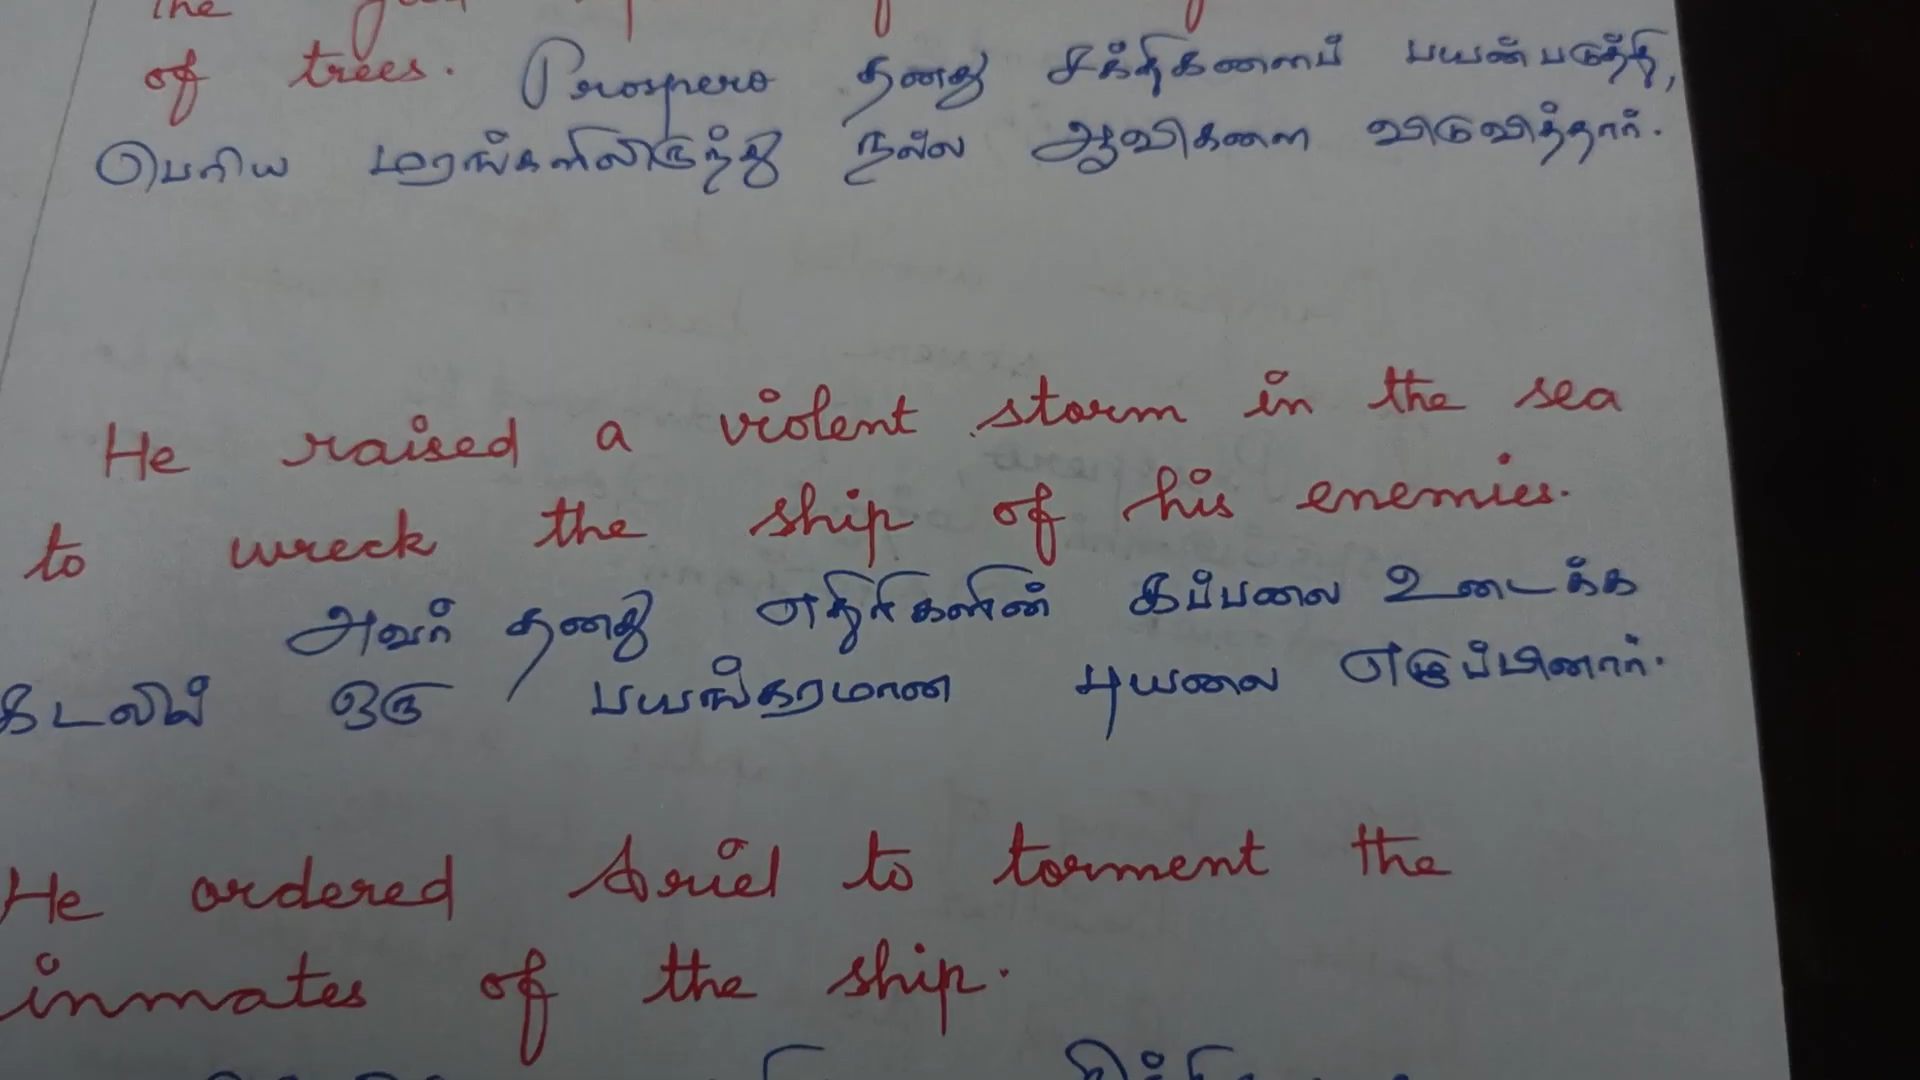 The
of trees. Prospero தனது சக்திகளைப் பயன்படுத்தி,
பெரிய மரங்களிலிருந்து நல்ல ஆவிகளை விடுவித்தார்.
He raised a violent storm in the sea
to wreck the ship of his enemies.
அவர் தனது எதிரிகளின் கப்பலை உடைக்க
கடலில் ஒரு பயங்கரமான புயலை எழுப்பினார்.
He ordered Ariel to torment the
inmates of the ship.